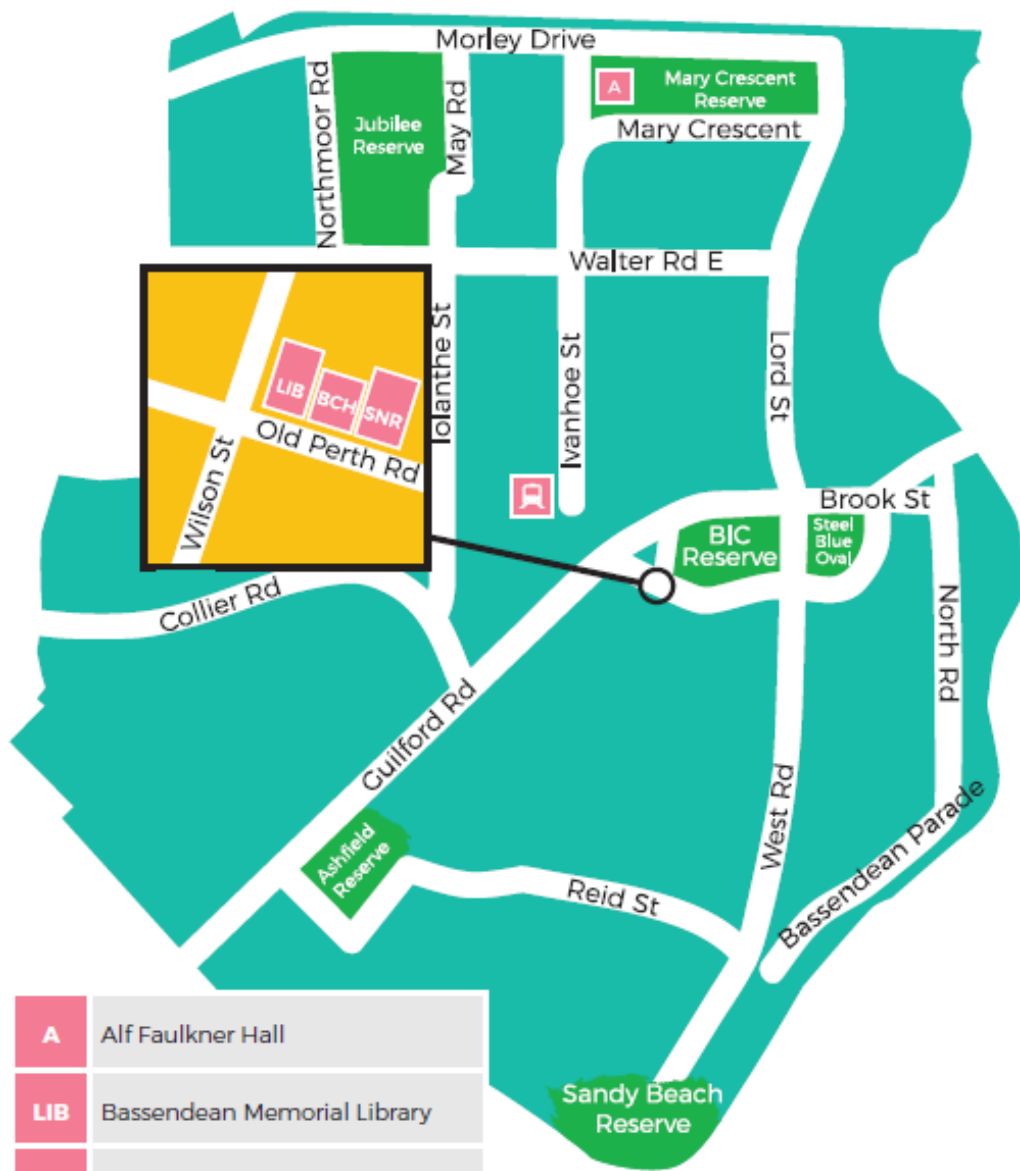 Morley Drive
Northmoor Rd
Jubilee
Reserve
May Rd
A
Mary Crescent
Reserve
Mary Crescent
Walter Rd E
Iolanthe St
Ivanhoe St
Lord St
LIB
BCH
SNR
Old Perth Rd
Wilson St
Brook St
BIC
Reserve
Steel
Blue
Oval
Collier Rd
North Rd
Guilford Rd
West Rd
Bassendean Parade
Ashfield
Reserve
Reid St
Sandy Beach
Reserve
A Alf Faulkner Hall
LIB Bassendean Memorial Library